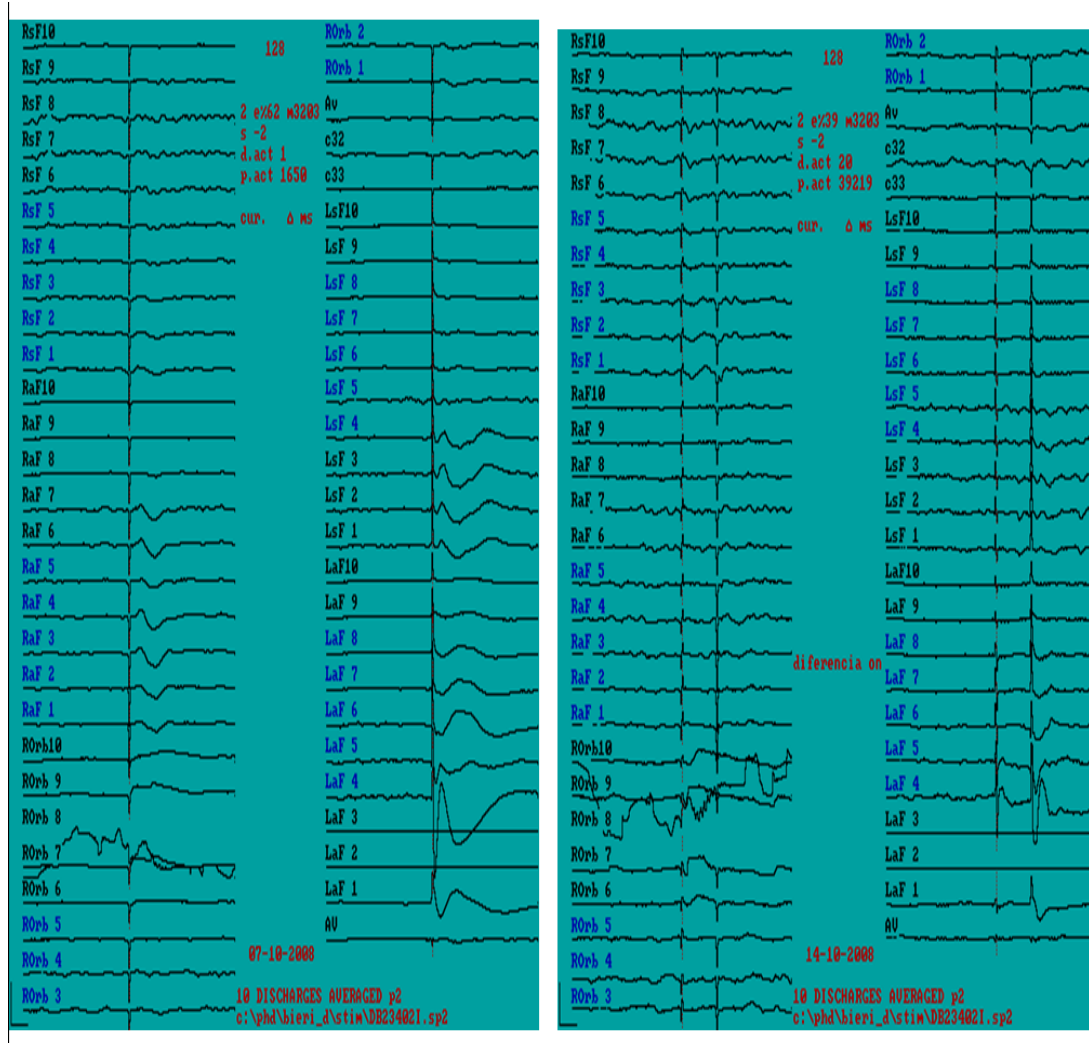 RsF10
RsF 9
RsF 8
RsF 7
RsF 6
RsF 5
RsF 4
RsF 3
RsF 2
RsF 1
RaF10
RaF 9
RaF 8
RaF 7
RaF 6
RaF 5
RaF 4
RaF 3
RaF 2
RaF 1
ROrb10
ROrb 9
ROrb 8
ROrb 7
ROrb 6
ROrb 5
ROrb 4
ROrb 3
128
2 e%62 m3203
s -2
d.act 1
p.act 1650
cur. Δ ms
07-10-2008
10 DISCHARGES AVERAGED p2
c:\phd\bieri_d\stim\DB23402I.sp2
ROrb 2
ROrb 1
Av
c32
c33
LsF10
LsF 9
LsF 8
LsF 7
LsF 6
LsF 5
LsF 4
LsF 3
LsF 2
LsF 1
LaF10
LaF 9
LaF 8
LaF 7
LaF 6
LaF 5
LaF 4
LaF 3
LaF 2
LaF 1
AV
RsF10
RsF 9
RsF 8
RsF 7
RsF 6
RsF 5
RsF 4
RsF 3
RsF 2
RsF 1
RaF10
RaF 9
RaF 8
RaF 7
RaF 6
RaF 5
RaF 4
RaF 3
RaF 2
RaF 1
ROrb10
ROrb 9
ROrb 8
ROrb 7
ROrb 6
ROrb 5
ROrb 4
ROrb 3
128
2 e%39 m3203
s -2
d.act 20
p.act 39219
cur. Δ ms
diferencia on
14-10-2008
10 DISCHARGES AVERAGED p2
c:\phd\bieri_d\stim\DB23402I.sp2
ROrb 2
ROrb 1
Av
c32
c33
LsF10
LsF 9
LsF 8
LsF 7
LsF 6
LsF 5
LsF 4
LsF 3
LsF 2
LsF 1
LaF10
LaF 9
LaF 8
LaF 7
LaF 6
LaF 5
LaF 4
LaF 3
LaF 2
LaF 1
AV